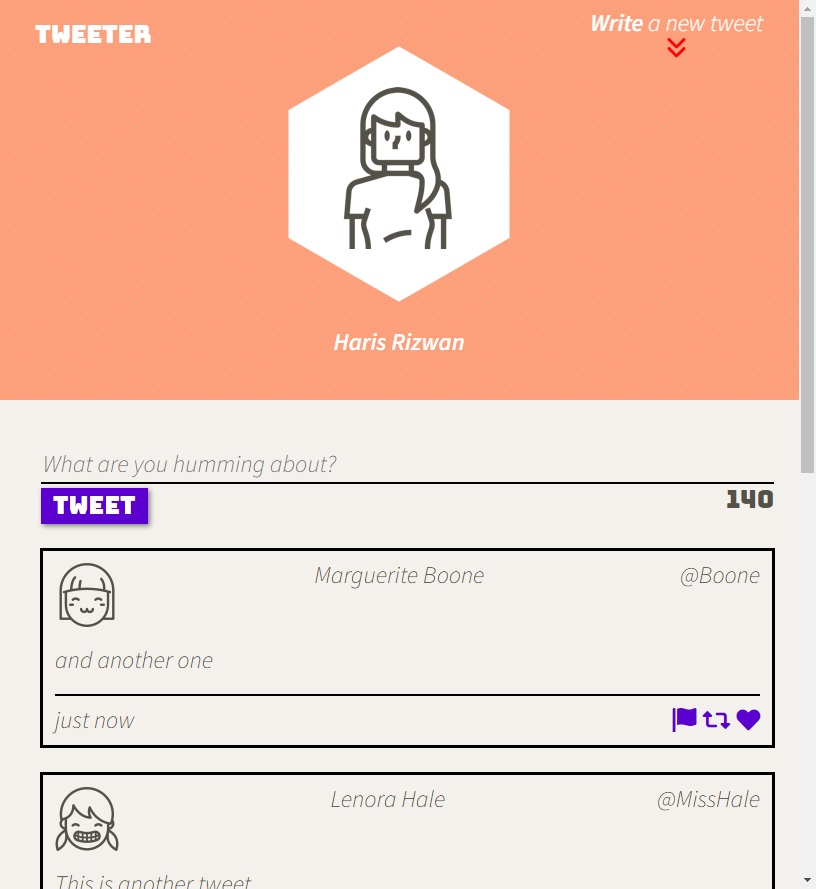 TWEETER
Write a new tweet
Haris Rizwan
What are you humming about?
TWEET
140
Marguerite Boone
@Boone
and another one
just now
Lenora Hale
@MissHale
This is another tweet